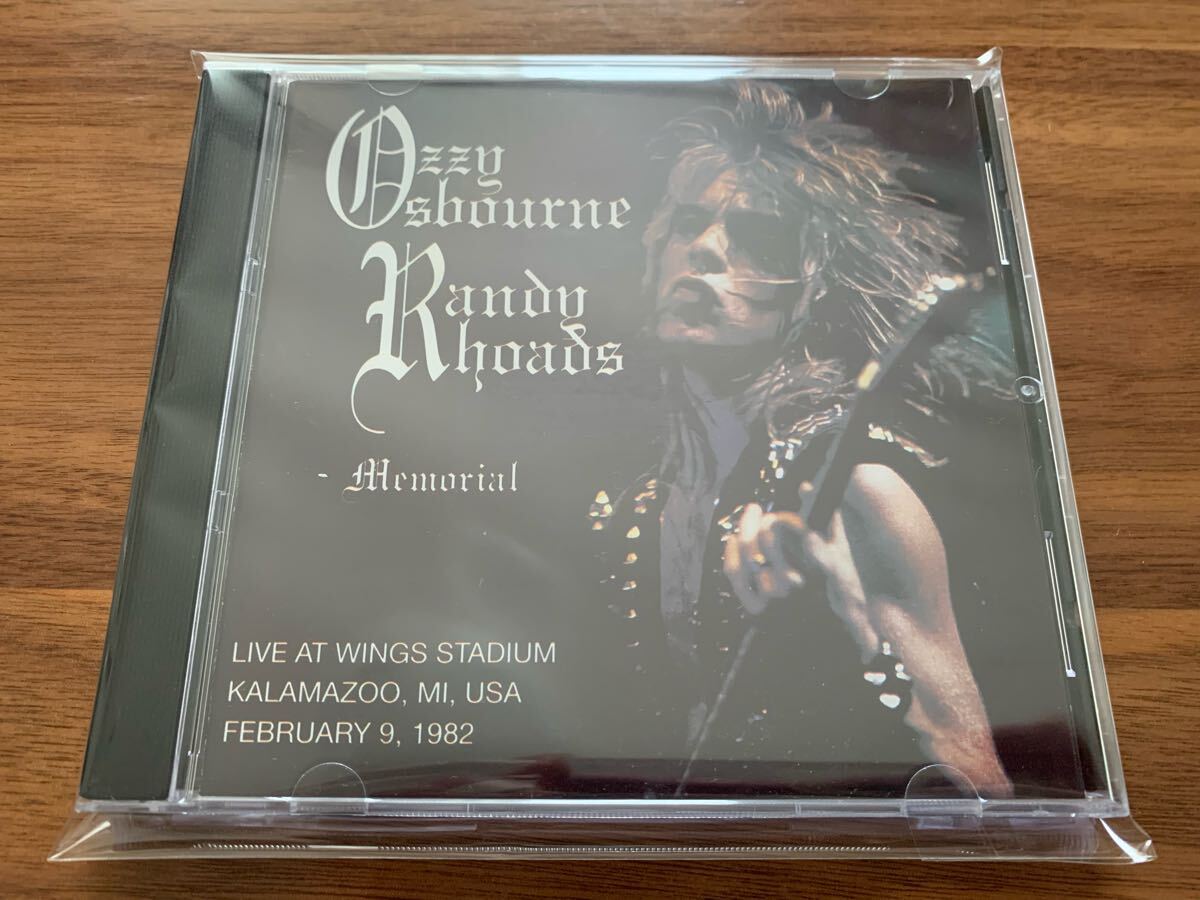 Ozzy
Osbourne
Randy
Rhoads
- Memorial
LIVE AT WINGS STADIUM
KALAMAZOO, MI, USA
FEBRUARY 9, 1982